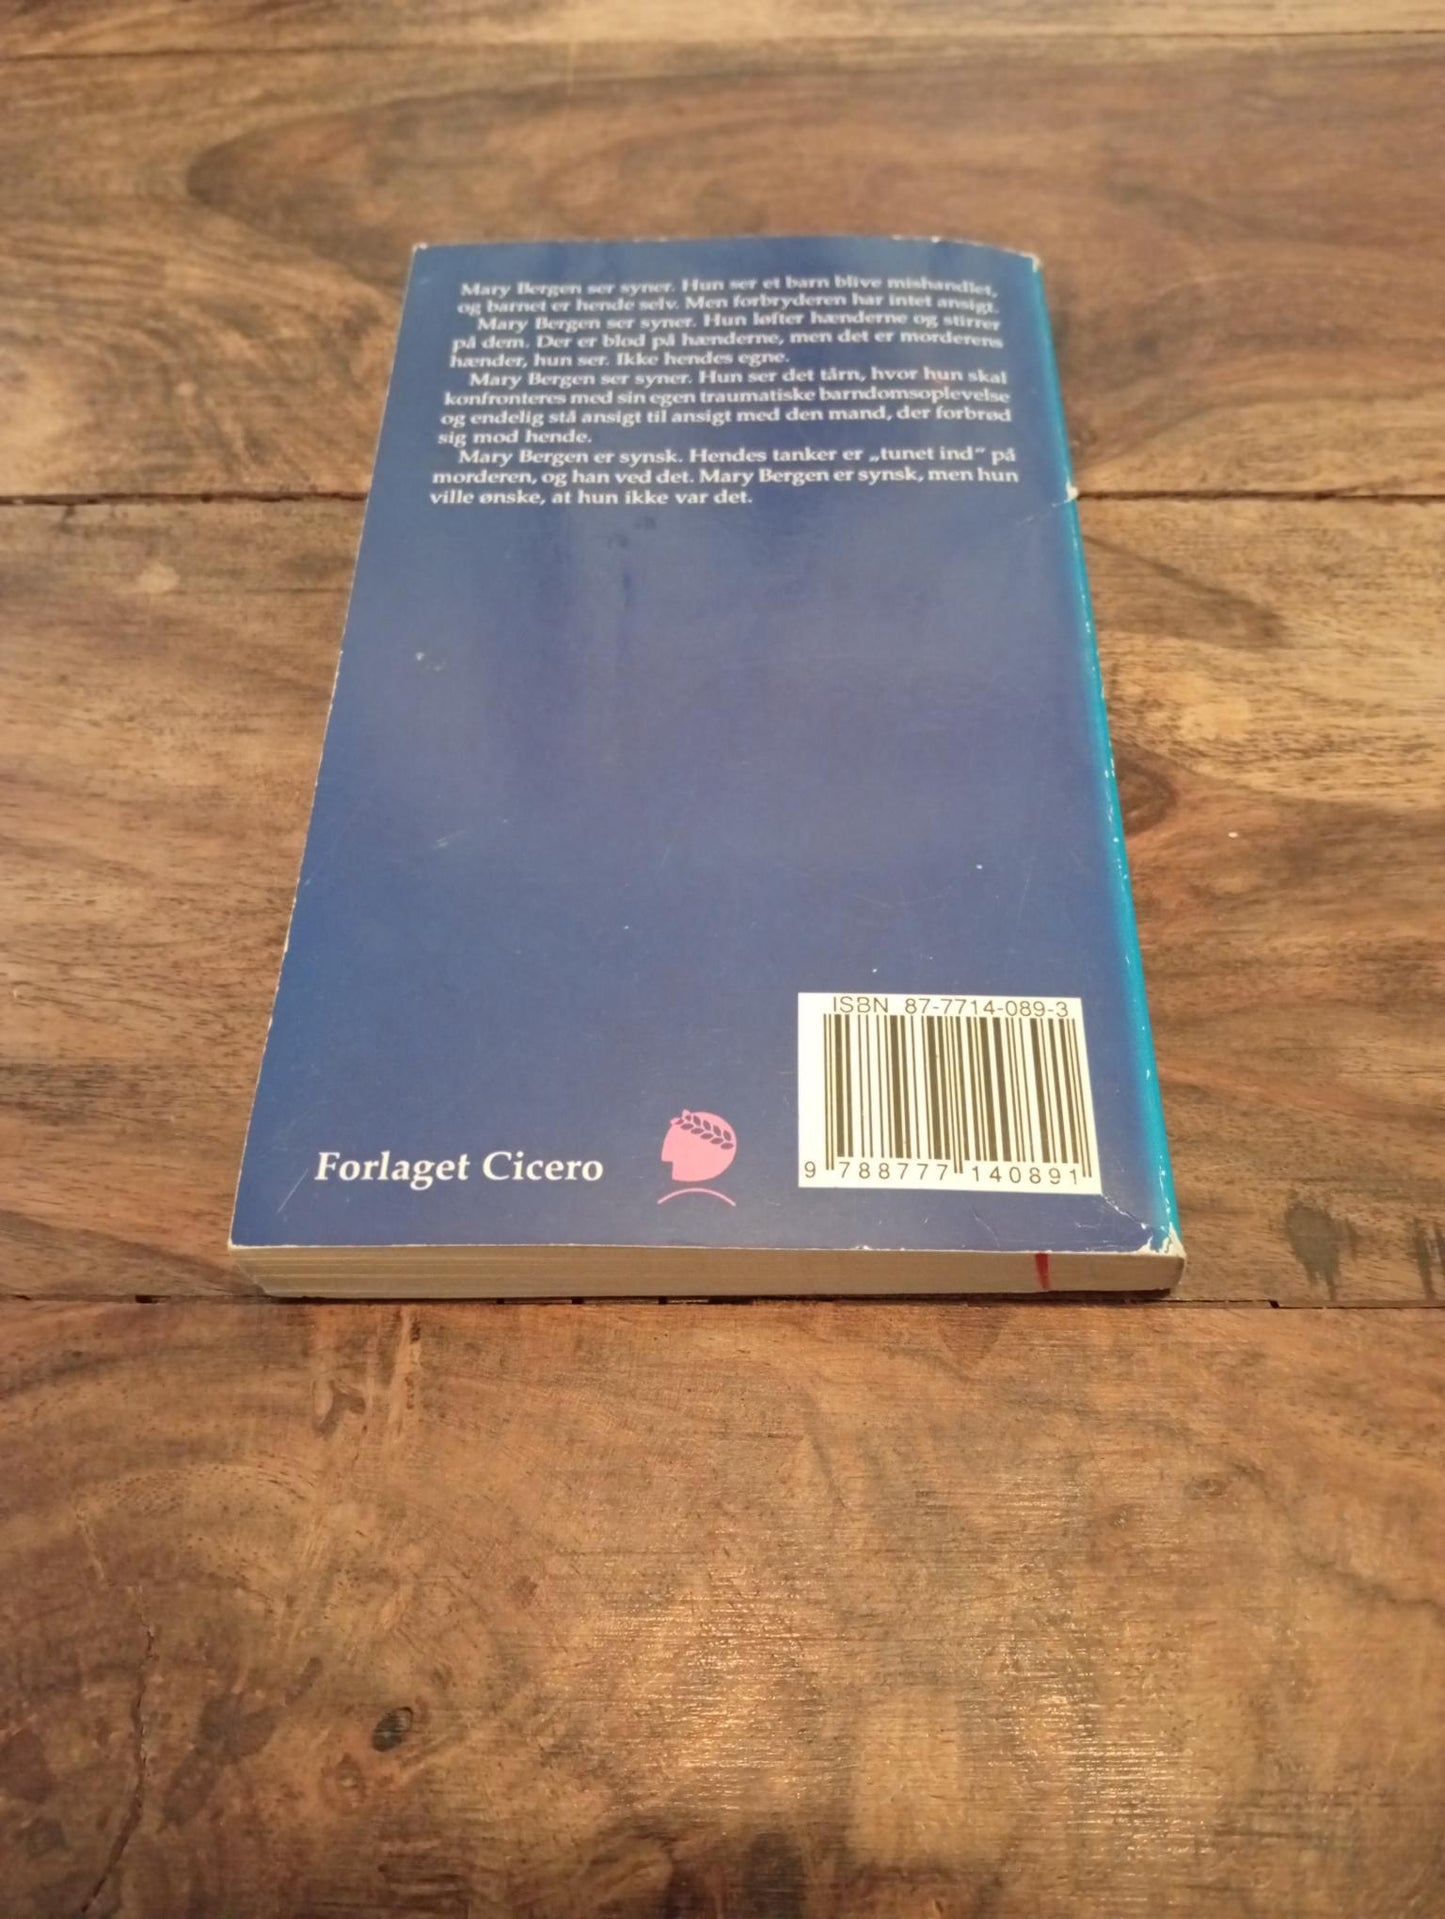 Mary Bergen ser syner. Hun ser et barn blive mishandlet,
og barnet er hende selv. Men forbryderen har intet ansigt.
Mary Bergen ser syner. Hun løfter hænderne og stirrer
på dem. Der er blod på hænderne, men det er morderens
hænder, hun ser. Ikke hendes egne.
Mary Bergen ser syner. Hun ser det tårn, hvor hun skal
konfronteres med sin egen traumatiske barndomsoplevelse
og endelig stå ansigt til ansigt med den mand, der forbrød
sig mod hende.
Mary Bergen er synsk. Hendes tanker er „tunet ind” på
morderen, og han ved det. Mary Bergen er synsk, men hun
ville ønske, at hun ikke var det.
ISBN 87-7714-089-3
9 788777 140891
Forlaget Cicero